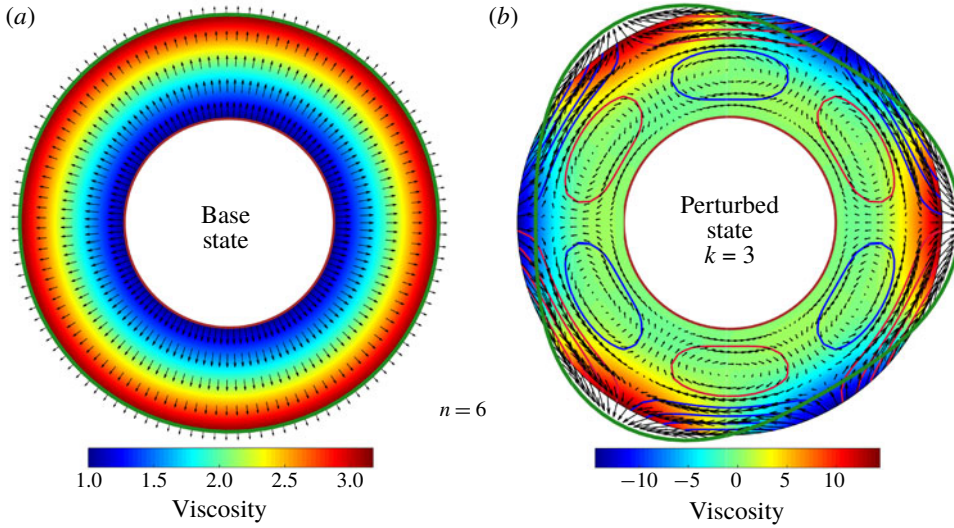 (a)
Base
state
1.0 1.5 2.0 2.5 3.0
Viscosity
n = 6
(b)
Perturbed
state
k = 3
−10 −5 0 5 10
Viscosity